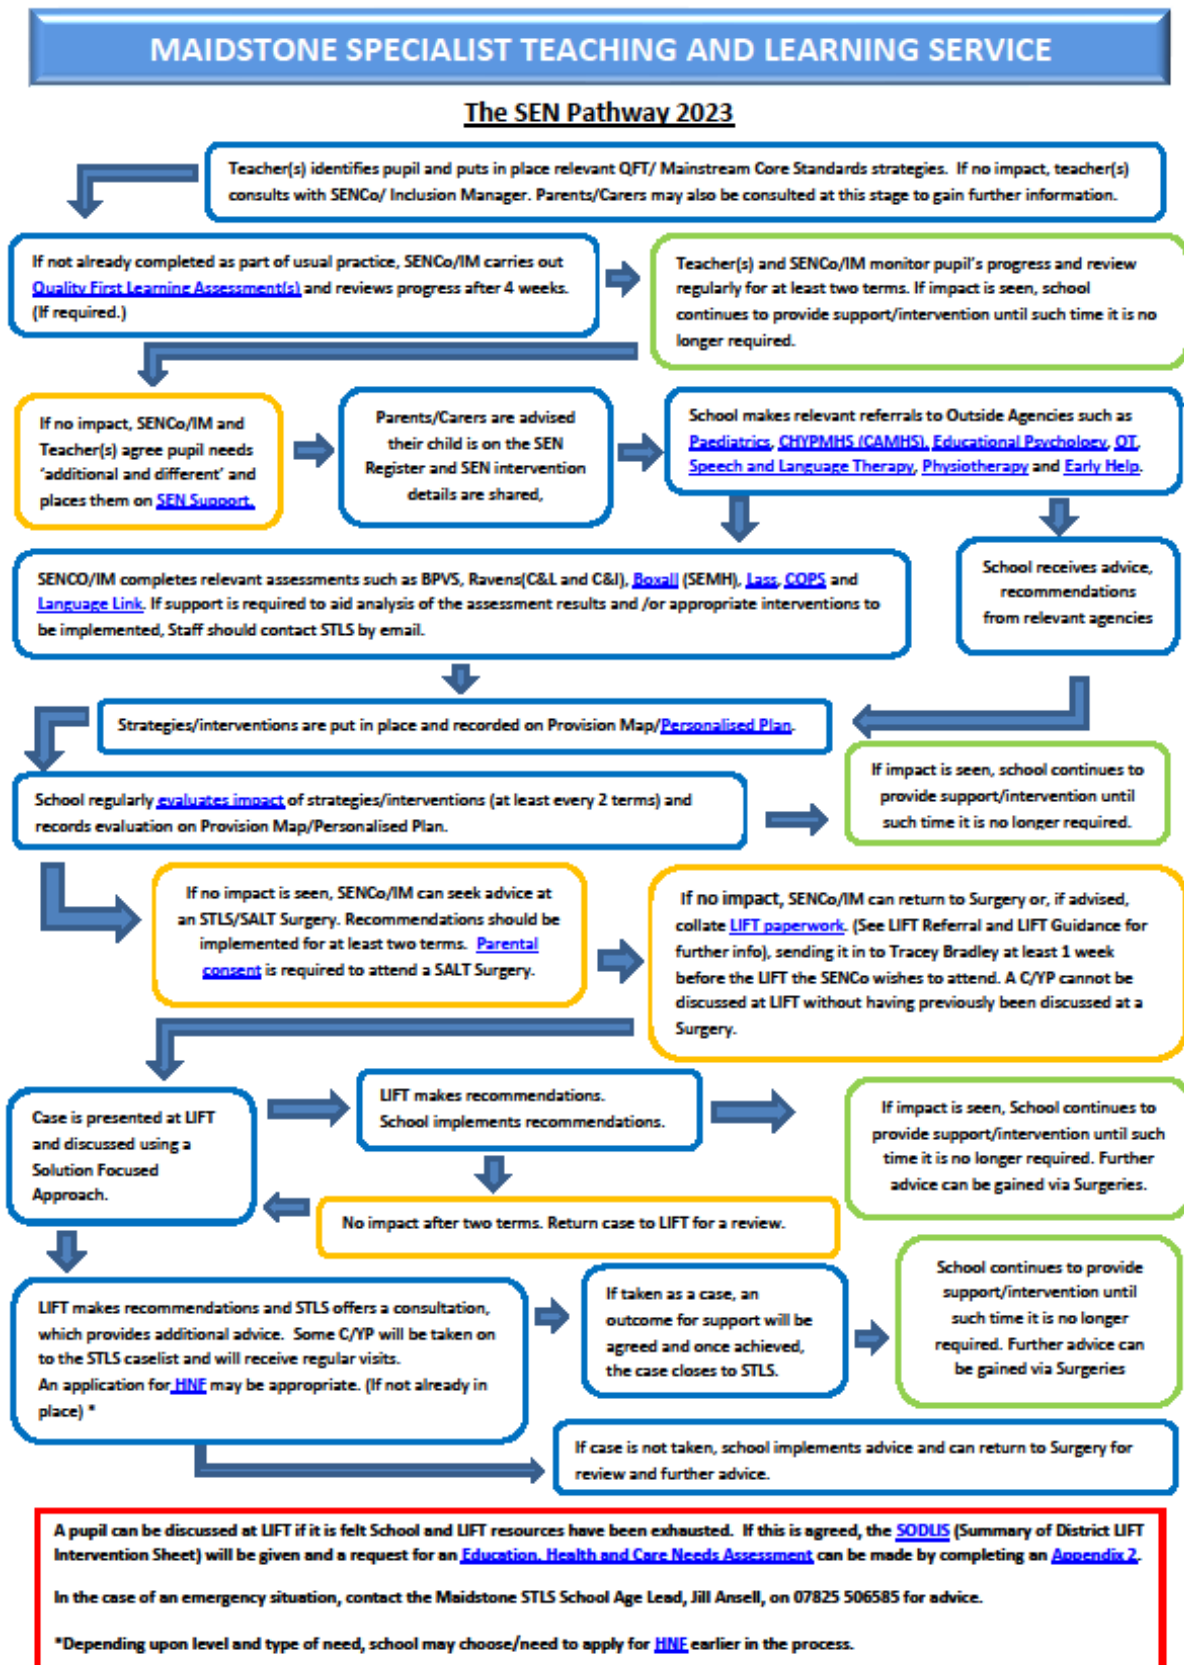 MAIDSTONE SPECIALIST TEACHING AND LEARNING SERVICE
The SEN Pathway 2023
Teacher(s) identifies pupil and puts in place relevant QFT/ Mainstream Core Standards strategies. If no impact, teacher(s)
consults with SENCo/ Inclusion Manager. Parents/Carers may also be consulted at this stage to gain further information.
If not already completed as part of usual practice, SENCo/IM carries out
Quality First Learning Assessment(s) and reviews progress after 4 weeks.
(If required.)
Teacher(s) and SENCo/IM monitor pupil's progress and review
regularly for at least two terms. If impact is seen, school
continues to provide support/intervention until such time it is no
longer required.
If no impact, SENCo/IM and
Teacher(s) agree pupil needs
'additional and different' and
places them on SEN Support.
Parents/Carers are advised
their child is on the SEN
Register and SEN intervention
details are shared,
School makes relevant referrals to Outside Agencies such as
Paediatrics, CHYPMHS (CAMHS), Educational Psychology, OT,
Speech and Language Therapy, Physiotherapy and Early Help.
SENCO/IM completes relevant assessments such as BPVS, Ravens(C&L and C&I), Boxall (SEMH), Lass, COPS and
Language Link. If support is required to aid analysis of the assessment results and /or appropriate interventions to
be implemented, Staff should contact STLS by email.
School receives advice,
recommendations
from relevant agencies
Strategies/interventions are put in place and recorded on Provision Map/Personalised Plan.
School regularly evaluates impact of strategies/interventions (at least every 2 terms) and
records evaluation on Provision Map/Personalised Plan.
If impact is seen, school continues to
provide support/intervention until
such time it is no longer required.
If no impact is seen, SENCo/IM can seek advice at
an STLS/SALT Surgery. Recommendations should be
implemented for at least two terms. Parental
consent is required to attend a SALT Surgery.
If no impact, SENCo/IM can return to Surgery or, if advised,
collate LIFT paperwork. (See LIFT Referral and LIFT Guidance for
further info), sending it in to Tracey Bradley at least 1 week
before the LIFT the SENCo wishes to attend. A C/YP cannot be
discussed at LIFT without having previously been discussed at a
Surgery.
Case is presented at LIFT
and discussed using a
Solution Focused
Approach.
LIFT makes recommendations.
School implements recommendations.
If impact is seen, School continues to
provide support/intervention until such
time it is no longer required. Further
advice can be gained via Surgeries.
No impact after two terms. Return case to LIFT for a review.
LIFT makes recommendations and STLS offers a consultation,
which provides additional advice. Some C/YP will be taken on
to the STLS caselist and will receive regular visits.
An application for HNF may be appropriate. (If not already in
place) *
If taken as a case, an
outcome for support will be
agreed and once achieved,
the case closes to STLS.
School continues to provide
support/intervention until
such time it is no longer
required. Further advice can
be gained via Surgeries
If case is not taken, school implements advice and can return to Surgery for
review and further advice.
A pupil can be discussed at LIFT if it is felt School and LIFT resources have been exhausted. If this is agreed, the SODLIS (Summary of District LIFT
Intervention Sheet) will be given and a request for an Education, Health and Care Needs Assessment can be made by completing an Appendix 2.
In the case of an emergency situation, contact the Maidstone STLS School Age Lead, Jill Ansell, on 07825 506585 for advice.
*Depending upon level and type of need, school may choose/need to apply for HNF earlier in the process.